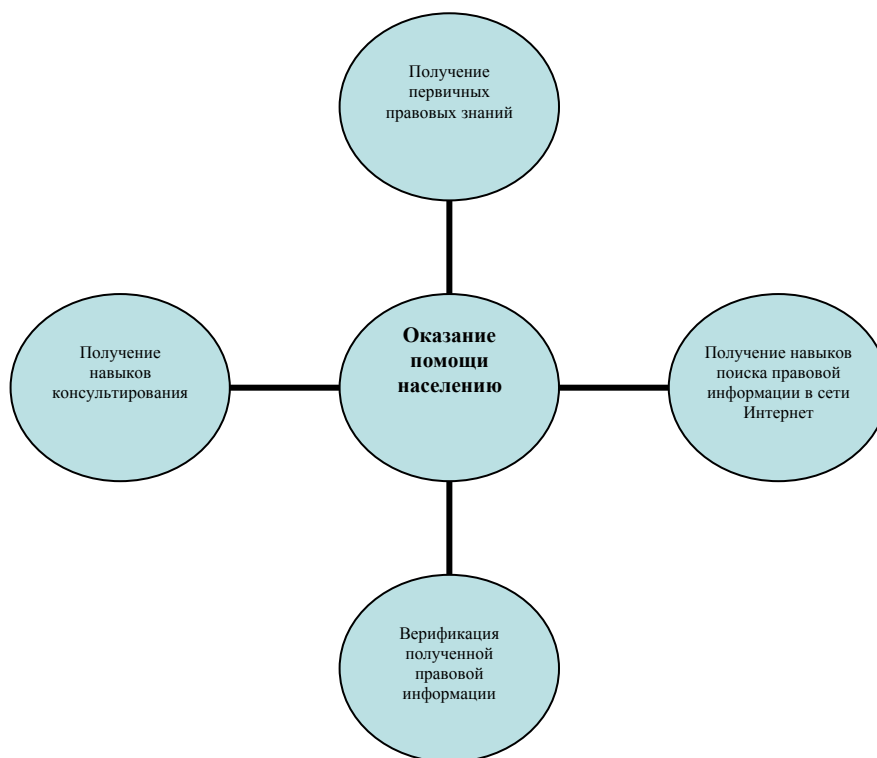 Получение
первичных
правовых знаний
Оказание
помощи
населению
Получение
навыков
консультирования
Получение навыков
поиска правовой
информации в сети
Интернет
Верификация
полученной
правовой
информации